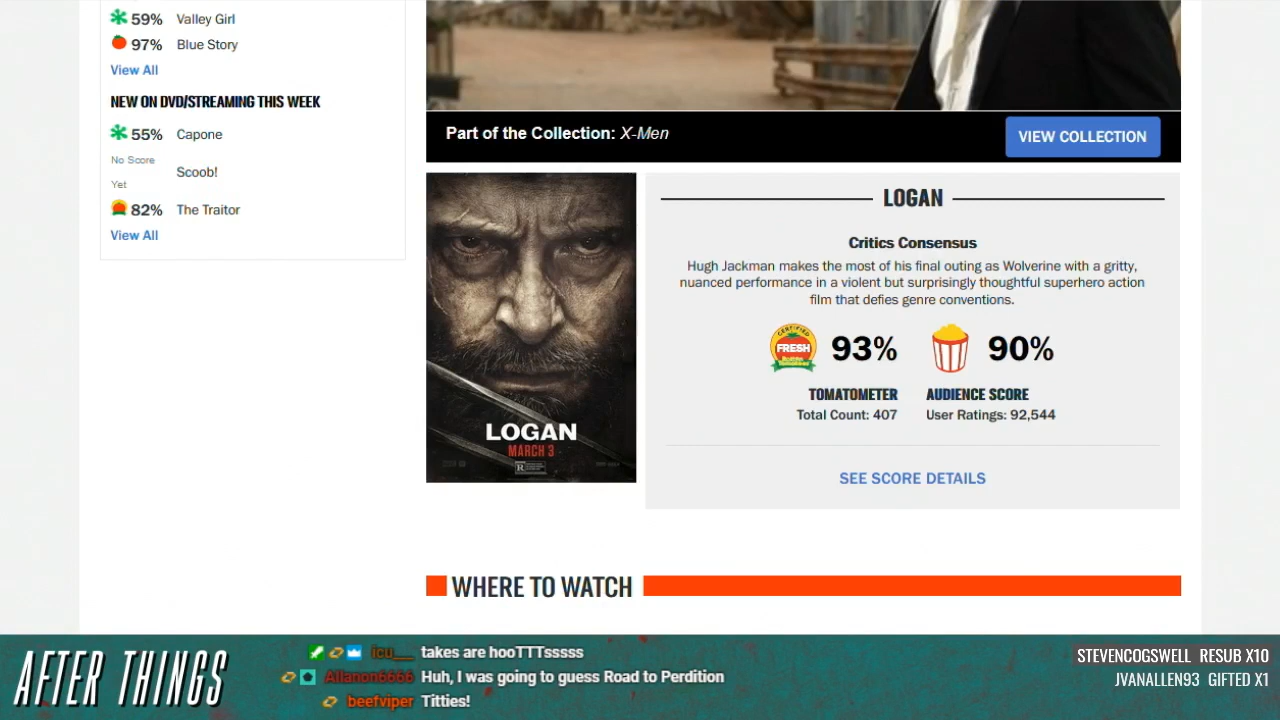 59% Valley Girl
97% Blue Story
View All
NEW ON DVD/STREAMING THIS WEEK
55% Capone
No Score Yet Scoob!
82% The Traitor
View All
Part of the Collection: X-Men
VIEW COLLECTION
LOGAN
MARCH 3
R
LOGAN
Critics Consensus
Hugh Jackman makes the most of his final outing as Wolverine with a gritty,
nuanced performance in a violent but surprisingly thoughtful superhero action
film that defies genre conventions.
CERTIFIED
FRESH
93%
90%
TOMATOMETER
AUDIENCE SCORE
Total Count: 407
User Ratings: 92,544
SEE SCORE DETAILS
WHERE TO WATCH
AFTER THINGS
icu__ takes are hooTTTsssss
Allanon6666 Huh, I was going to guess Road to Perdition
beefviper Titties!
STEVENCOGSWELL RESUB X10
JVANALLEN93 GIFTED X1